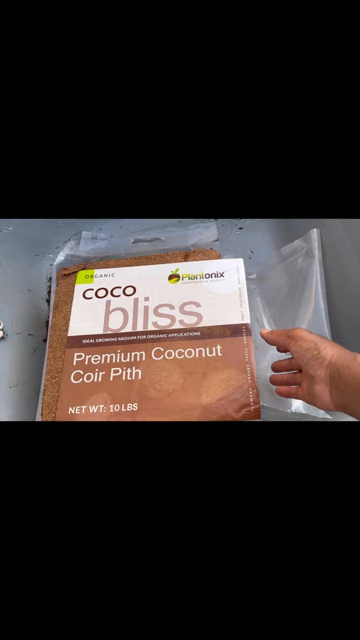 ORGANIC
Plantonix
coco
bliss
IDEAL GROWING MEDIUM FOR ORGANIC APPLICATIONS
Premium Coconut
Coir Pith
NET WT: 10 LBS